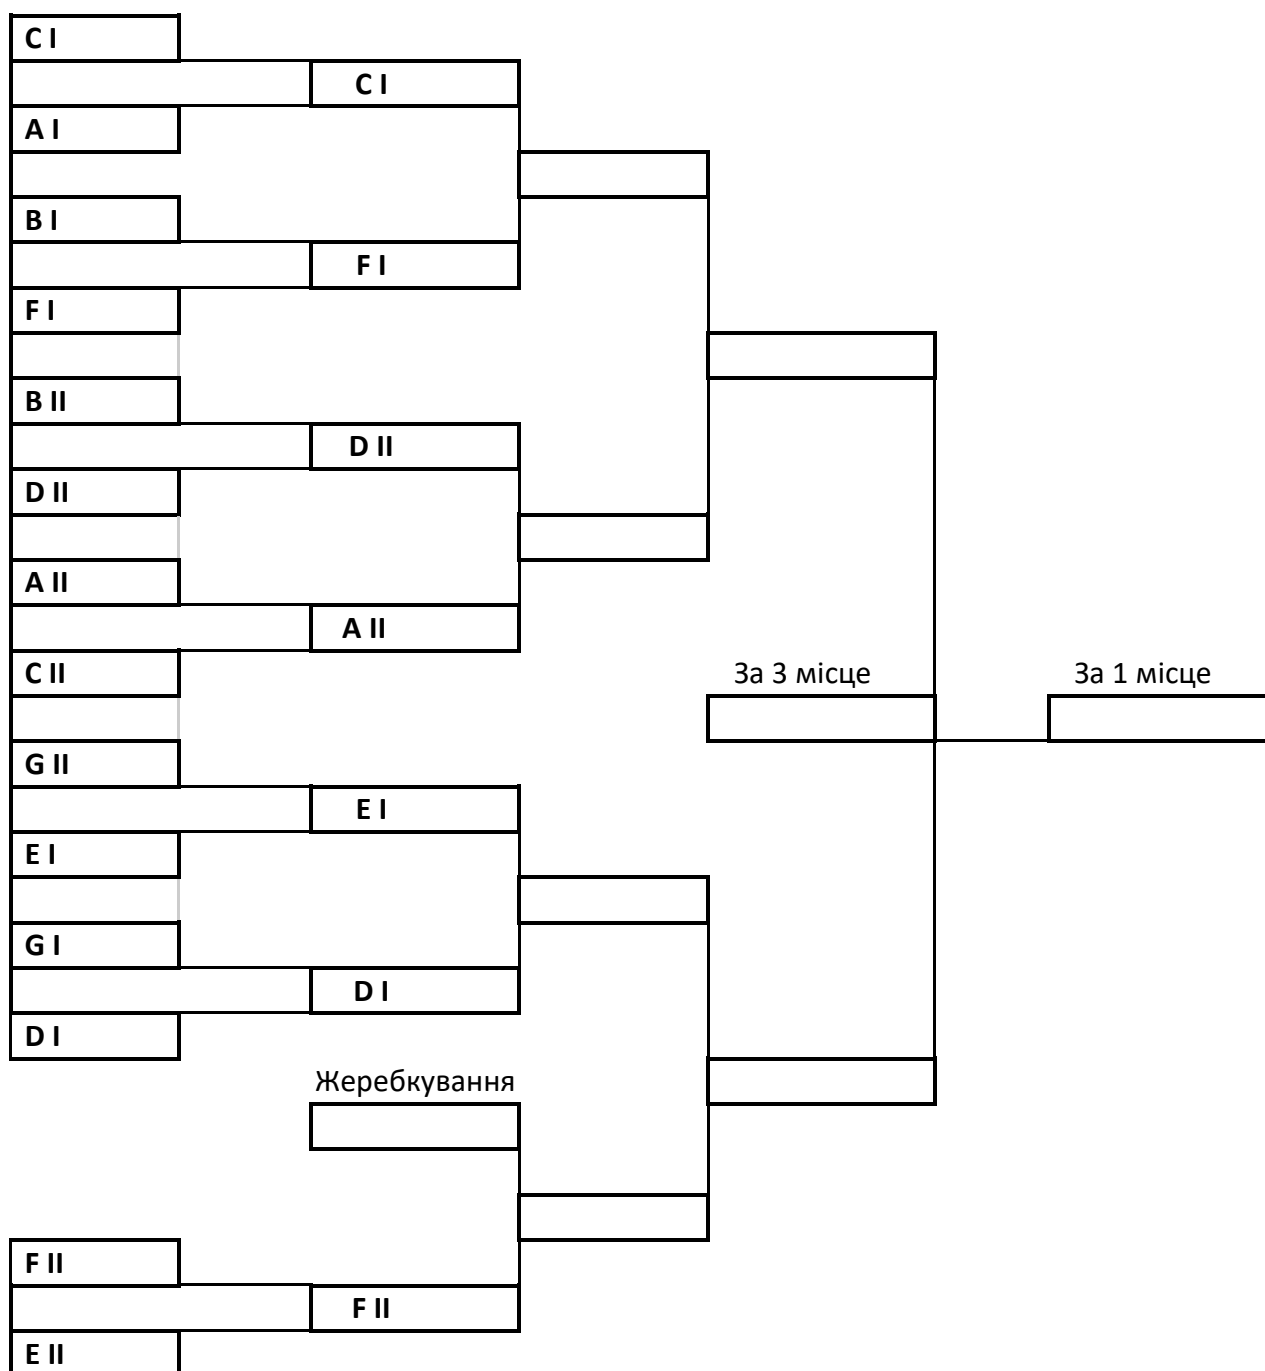 C I
C I
A I
B I
F I
F I
B II
D II
D II
A II
A II
C II
За 3 місце
За 1 місце
G II
E I
E I
G I
D I
D I
Жеребкування
F II
F II
E II